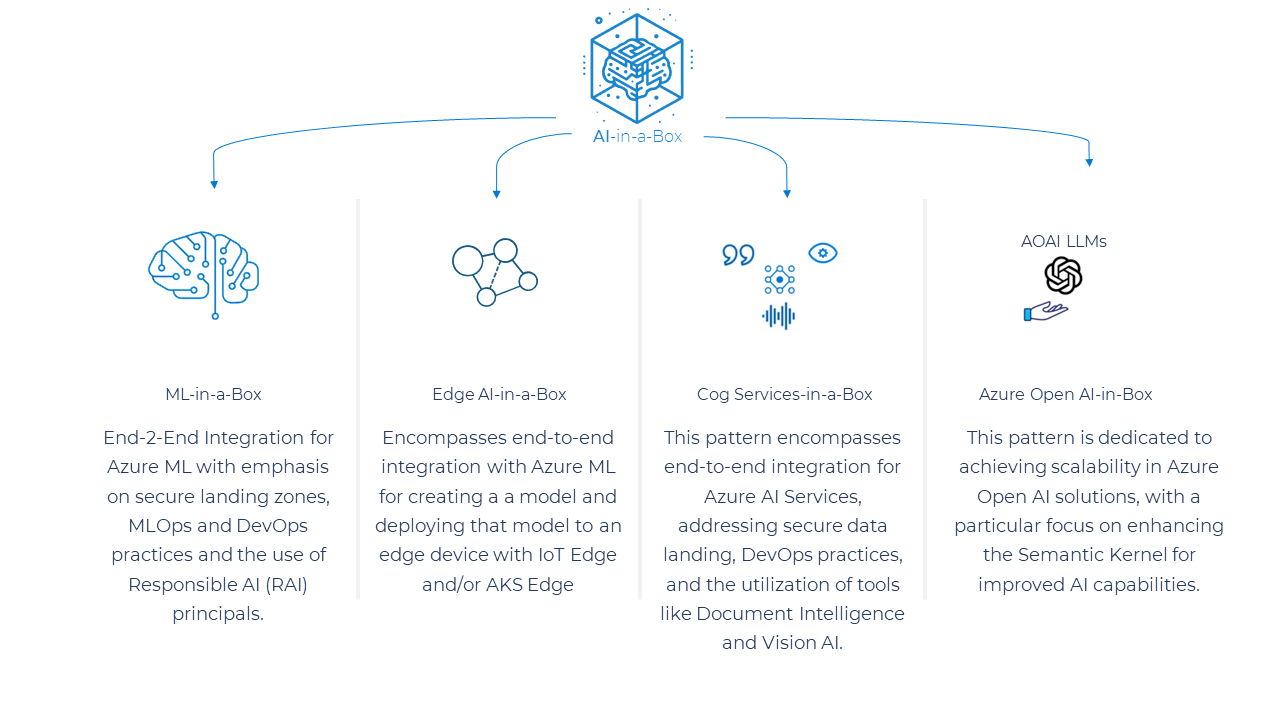 AI-in-a-Box
AOAI LLMs
ML-in-a-Box
End-2-End Integration for
Azure ML with emphasis
on secure landing zones,
MLOps and DevOps
practices and the use of
Responsible AI (RAI)
principals.
Edge AI-in-a-Box
Encompasses end-to-end
integration with Azure ML
for creating a a model and
deploying that model to an
edge device with IoT Edge
and/or AKS Edge
Cog Services-in-a-Box
This pattern encompasses
end-to-end integration for
Azure AI Services,
addressing secure data
landing, DevOps practices,
and the utilization of tools
like Document Intelligence
and Vision AI.
Azure Open AI-in-Box
This pattern is dedicated to
achieving scalability in Azure
Open AI solutions, with a
particular focus on enhancing
the Semantic Kernel for
improved AI capabilities.